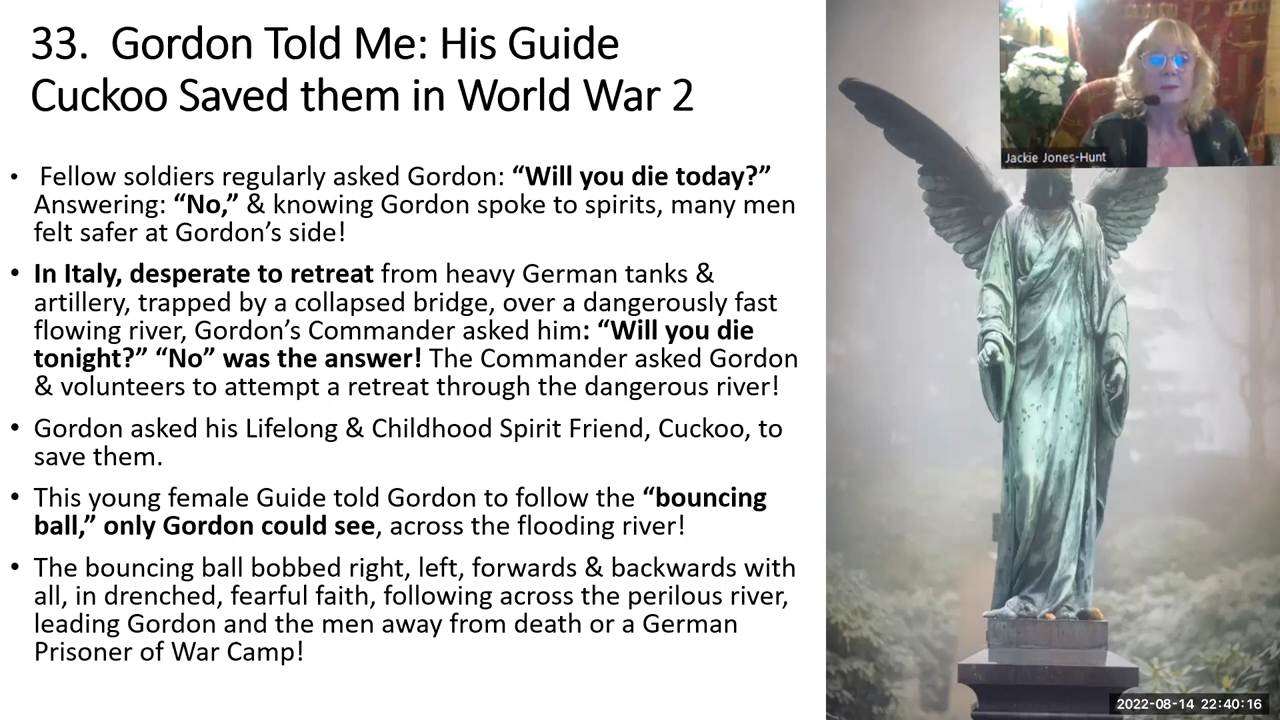 33.  Gordon Told Me: His Guide
Cuckoo Saved them in World War 2
• Fellow soldiers regularly asked Gordon: “Will you die today?”
Answering: “No,” & knowing Gordon spoke to spirits, many men
felt safer at Gordon’s side!
• In Italy, desperate to retreat from heavy German tanks &
artillery, trapped by a collapsed bridge, over a dangerously fast
flowing river, Gordon’s Commander asked him: “Will you die
tonight?” “No” was the answer! The Commander asked Gordon
& volunteers to attempt a retreat through the dangerous river!
• Gordon asked his Lifelong & Childhood Spirit Friend, Cuckoo, to
save them.
• This young female Guide told Gordon to follow the “bouncing
ball,” only Gordon could see, across the flooding river!
• The bouncing ball bobbed right, left, forwards & backwards with
all, in drenched, fearful faith, following across the perilous river,
leading Gordon and the men away from death or a German
Prisoner of War Camp!
Jackie Jones-Hunt
2022-08-14 22:40:16